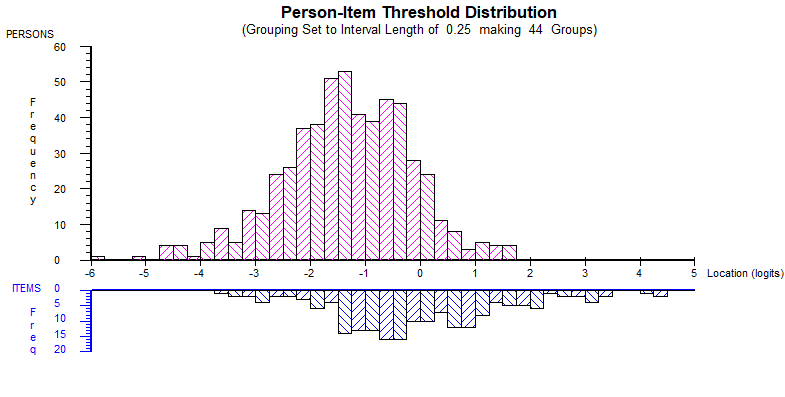 Person-Item Threshold Distribution
(Grouping Set to Interval Length of 0.25 making 44 Groups)
PERSONS
Frequency
60
50
40
30
20
10
0
-6 -5 -4 -3 -2 -1 0 1 2 3 4 5 Location (logits)
ITEMS
Freq
0
5
10
15
20